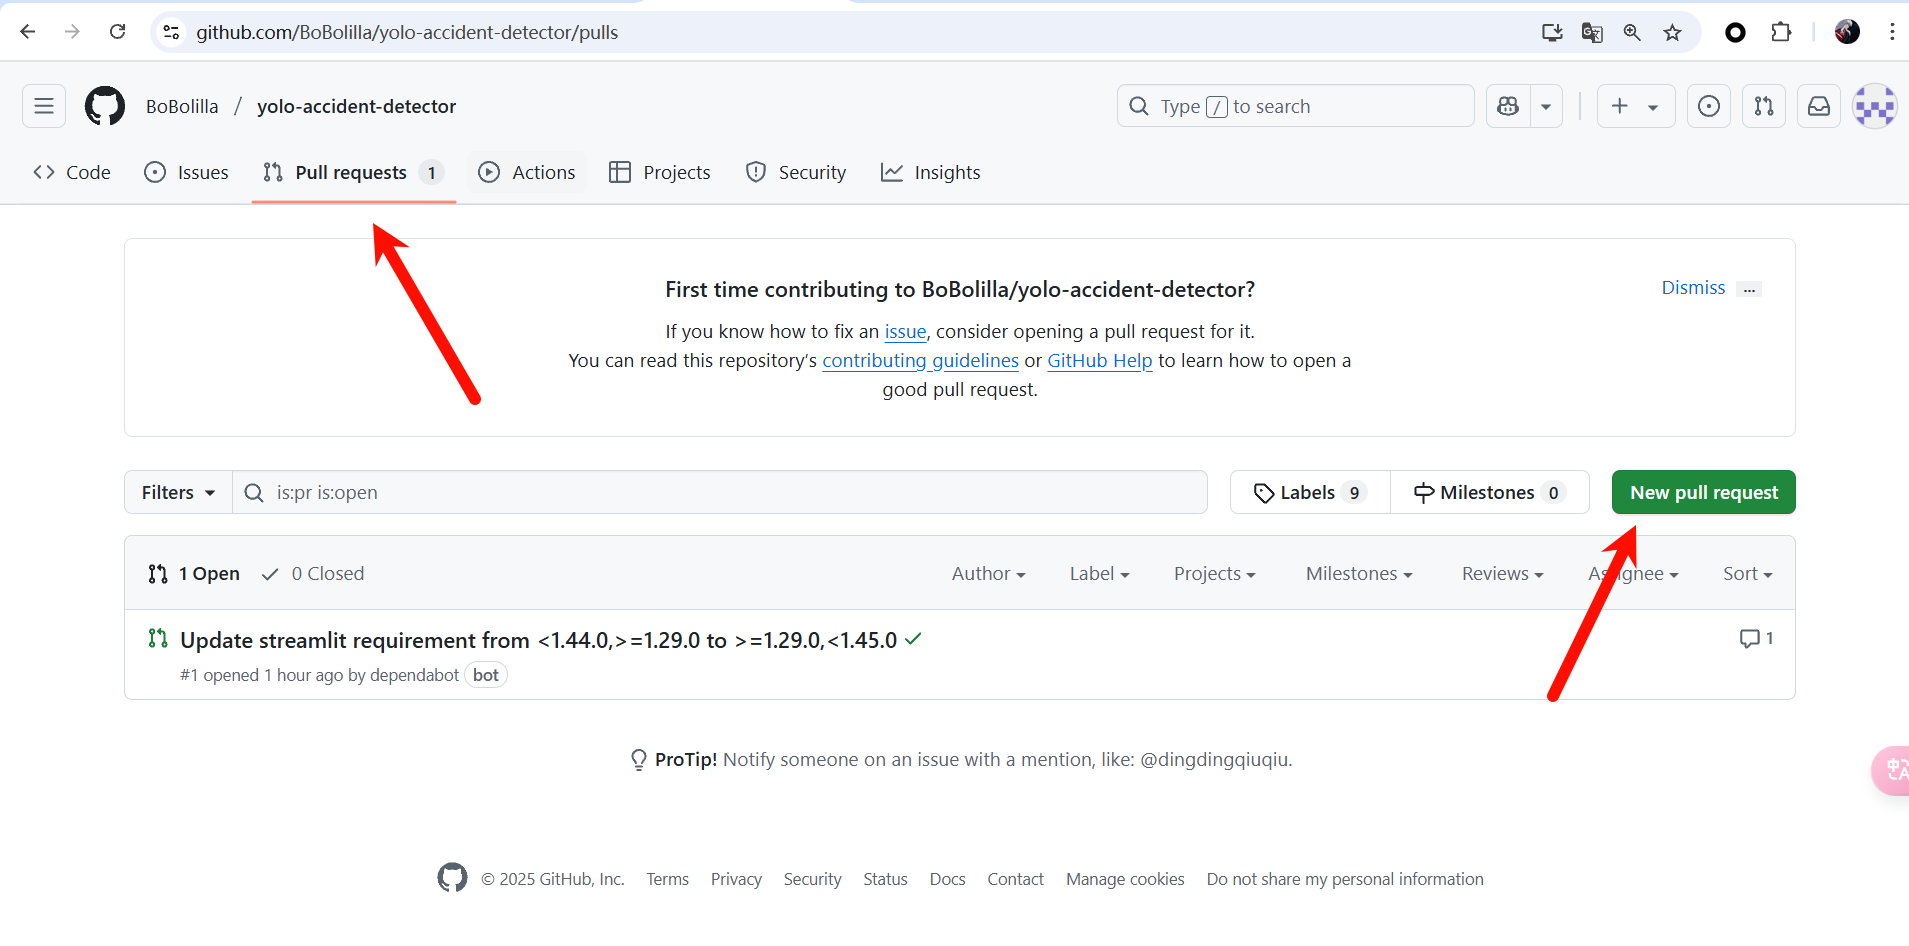 github.com/BoBolilla/yolo-accident-detector/pulls
BoBolilla / yolo-accident-detector
Type / to search
Code Issues Pull requests 1 Actions Projects Security Insights
First time contributing to BoBolilla/yolo-accident-detector?
Dismiss ...
If you know how to fix an issue, consider opening a pull request for it.
You can read this repository's contributing guidelines or GitHub Help to learn how to open a
good pull request.
Filters is:pr is:open Labels 9 Milestones 0 New pull request
1 Open 0 Closed Author Label Projects Milestones Reviews Assignee Sort
Update streamlit requirement from <1.44.0,>=1.29.0 to >=1.29.0,<1.45.0 1
#1 opened 1 hour ago by dependabot bot
ProTip! Notify someone on an issue with a mention, like: @dingdingqiuqiu.
© 2025 GitHub, Inc. Terms Privacy Security Status Docs Contact Manage cookies Do not share my personal information